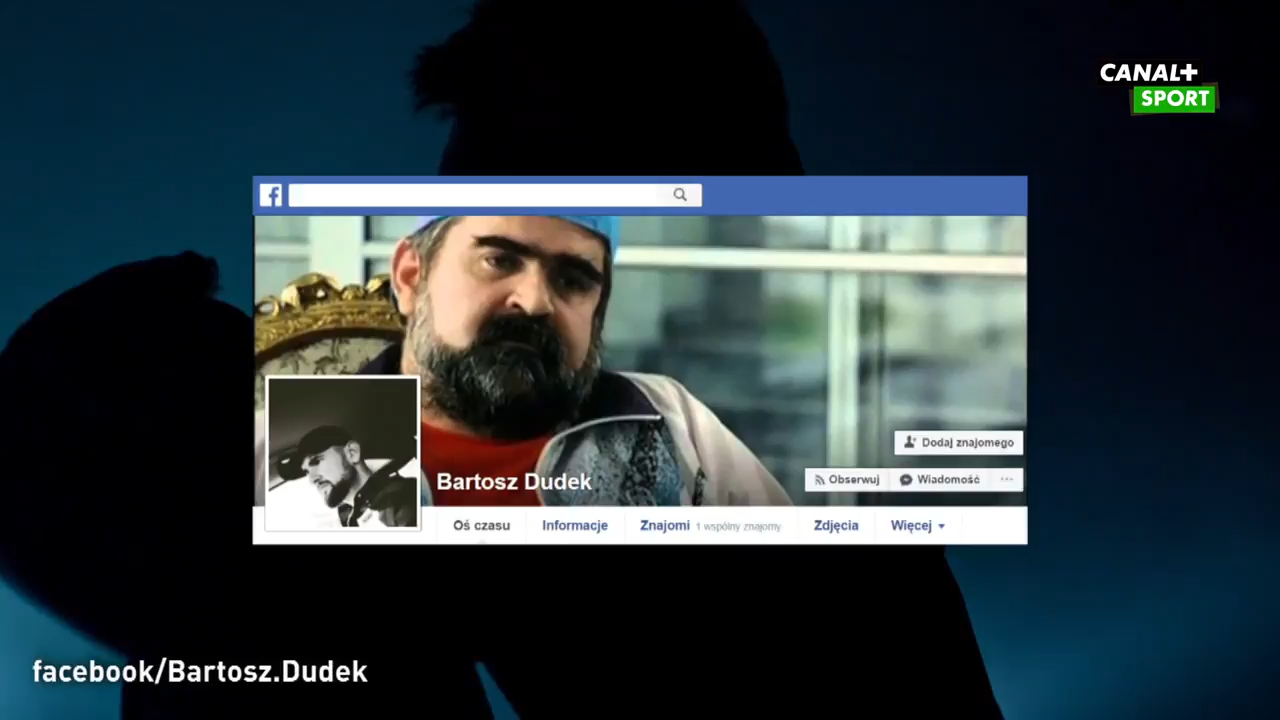 CANAL+
SPORT
f
Bartosz Dudek
Dodaj znajomego
Obserwuj Wiadomość ...
Oś czasu Informacje Znajomi 1 wspólny znajomy Zdjęcia Więcej
facebook/Bartosz.Dudek